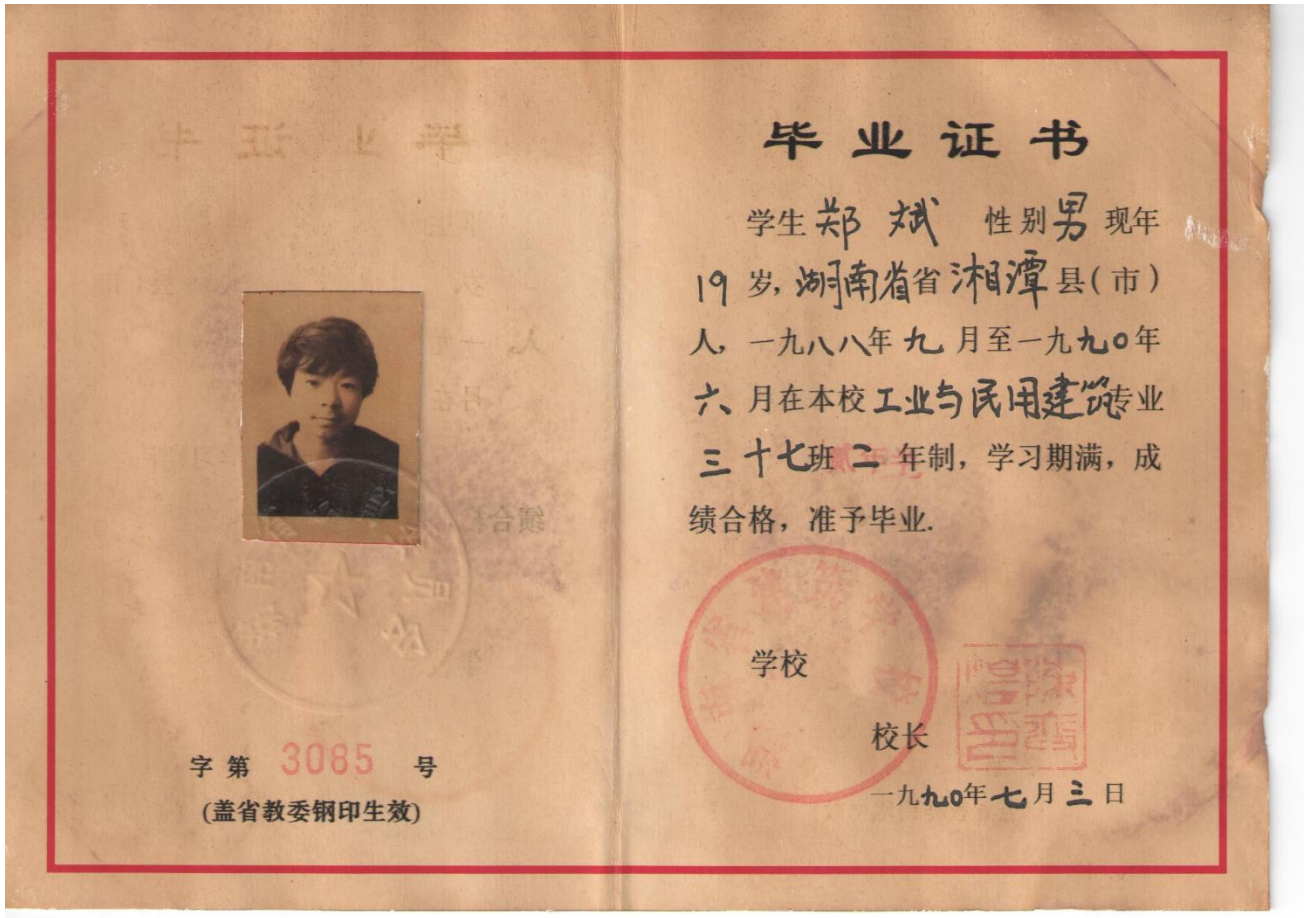 毕业证书
学生郑斌 性别男现年
19岁,湖南省省湘潭县(市)
人,一九八八年九月至一九九〇年
六月在本校工业与民用建筑专业
三十七班二年制,学习期满,成
绩合格,准予毕业.
学校
校长
一九九〇年七月三日
字第 3085 号
(盖省教委钢印生效)